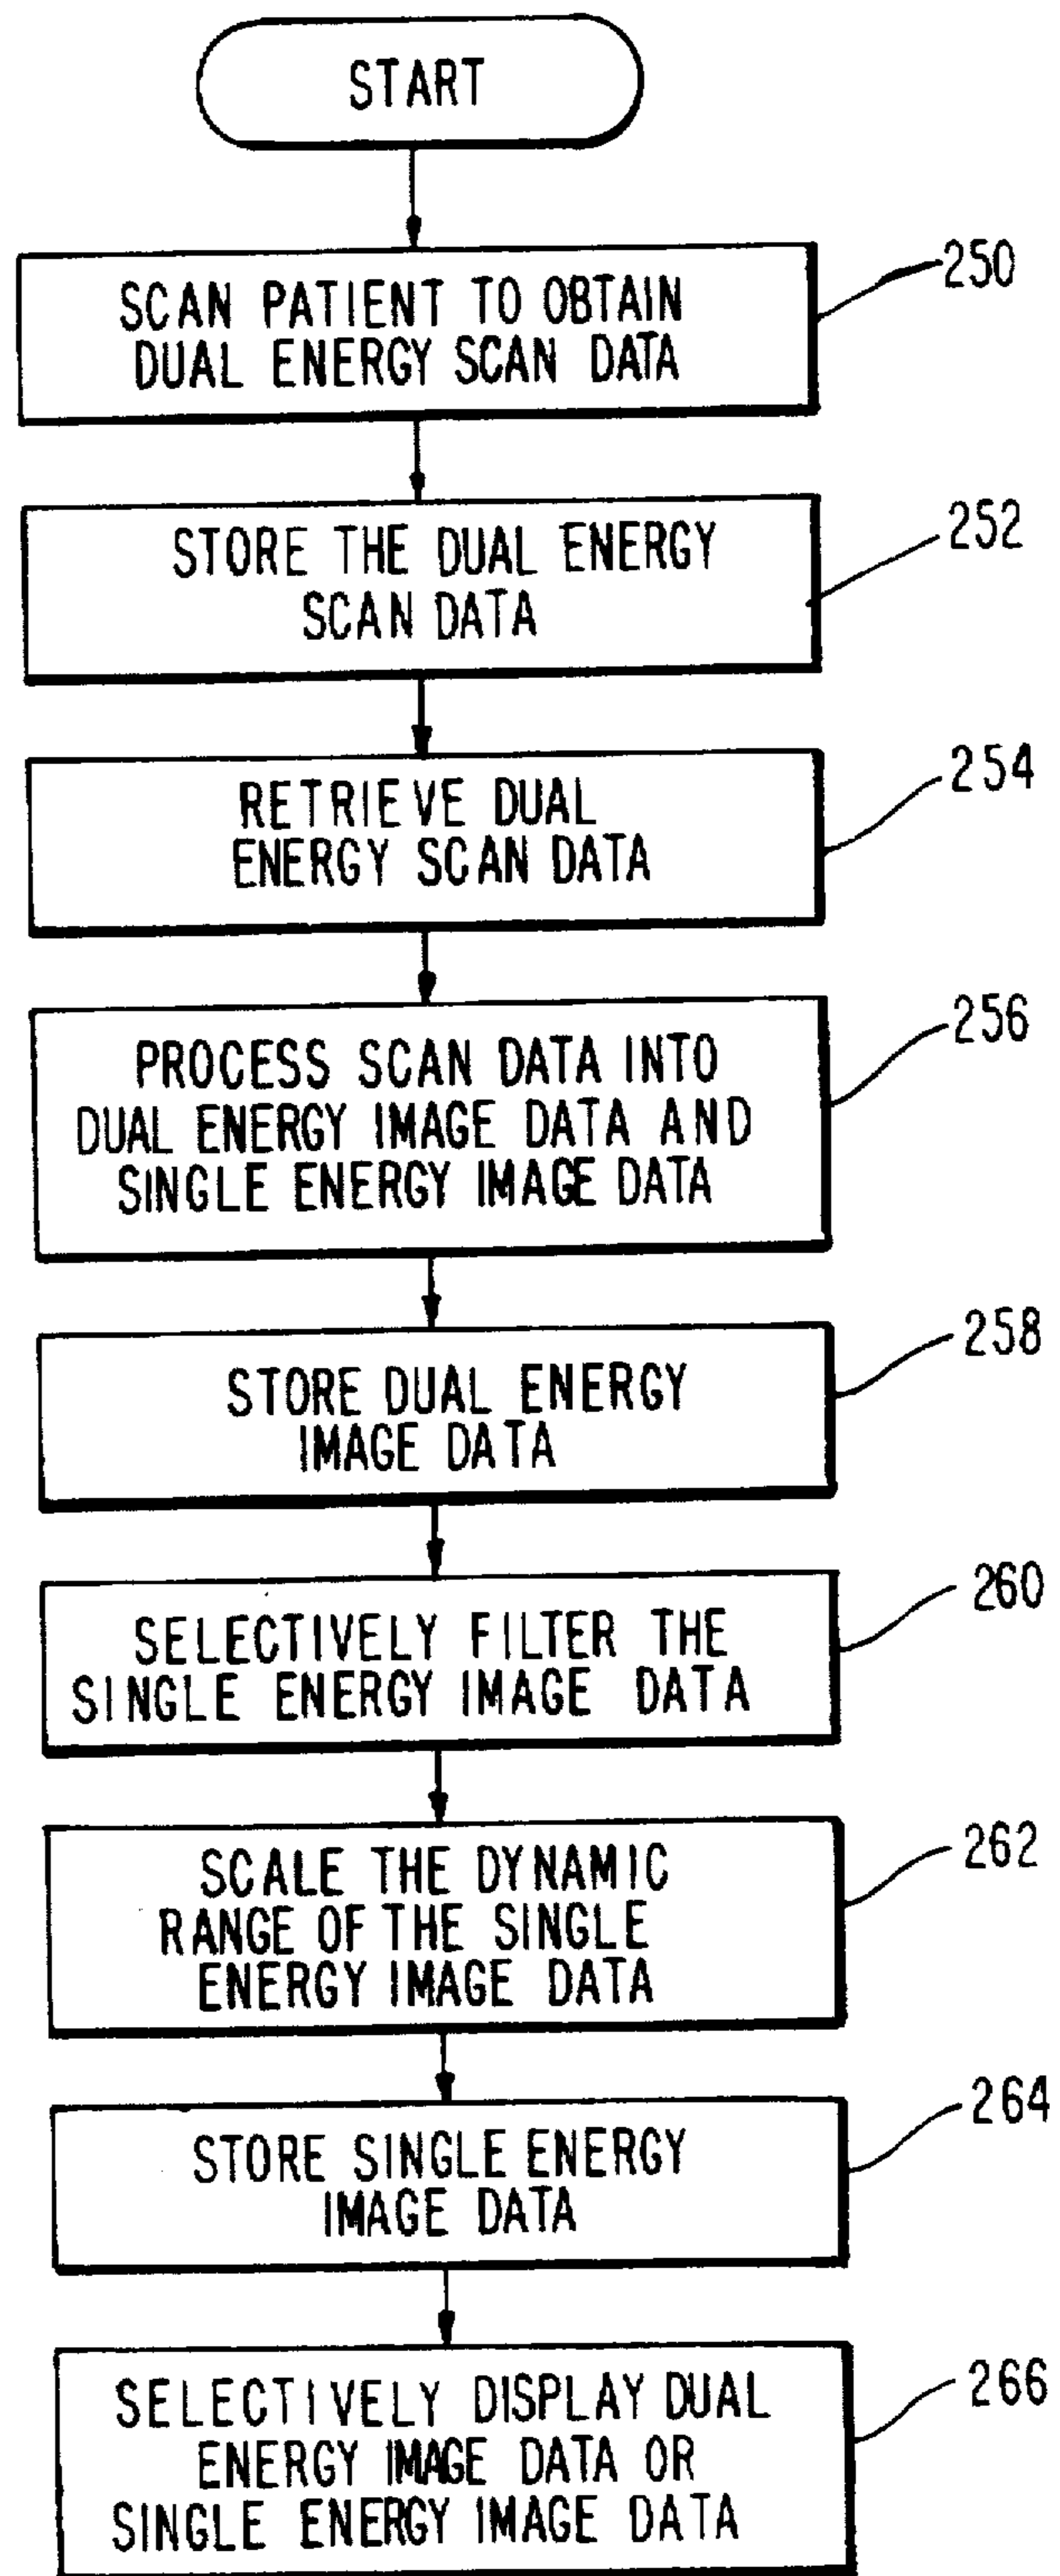 START
250
SCAN PATIENT TO OBTAIN
DUAL ENERGY SCAN DATA
252
STORE THE DUAL ENERGY
SCAN DATA
254
RETRIEVE DUAL
ENERGY SCAN DATA
256
PROCESS SCAN DATA INTO
DUAL ENERGY IMAGE DATA AND
SINGLE ENERGY IMAGE DATA
258
STORE DUAL ENERGY
IMAGE DATA
260
SELECTIVELY FILTER THE
SINGLE ENERGY IMAGE DATA
262
SCALE THE DYNAMIC
RANGE OF THE SINGLE
ENERGY IMAGE DATA
264
STORE SINGLE ENERGY
IMAGE DATA
266
SELECTIVELY DISPLAY DUAL
ENERGY IMAGE DATA OR
SINGLE ENERGY IMAGE DATA